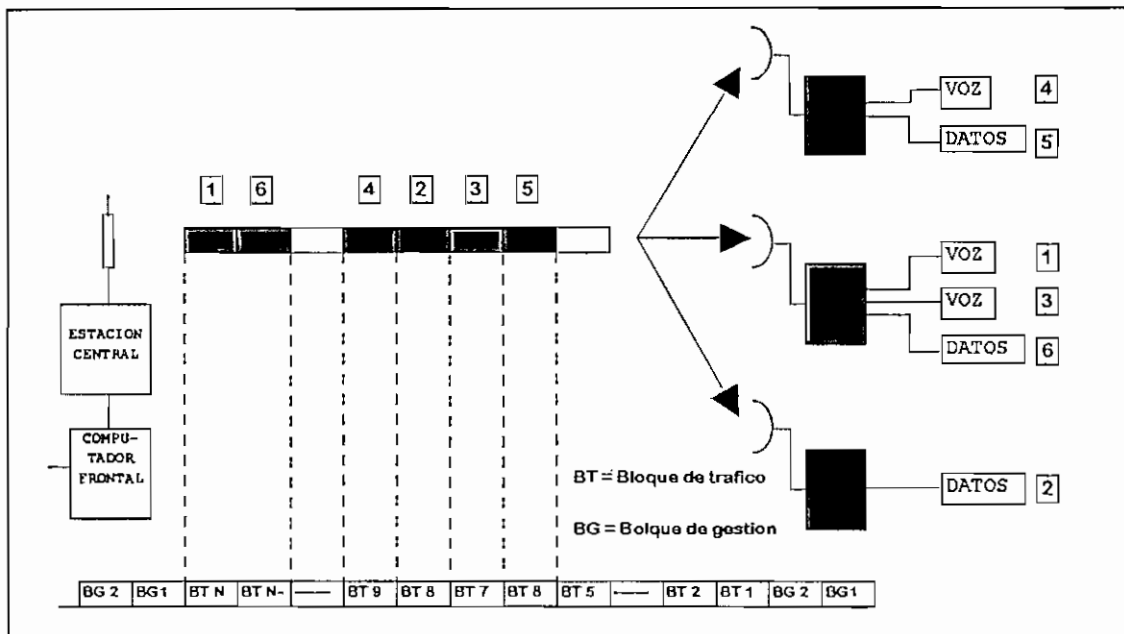 VOZ 4
DATOS 5
1 6 4 2 3 5
VOZ 1
VOZ 3
DATOS 6
ESTACION
CENTRAL
COMPU-
TADOR
FRONTAL
BT = Bloque de trafico
DATOS 2
BG = Bolque de gestion
BG 2 BG1 BT N BT N- —— BT 9 BT 8 BT 7 BT 8 BT 5 —— BT 2 BT 1 BG 2 BG1